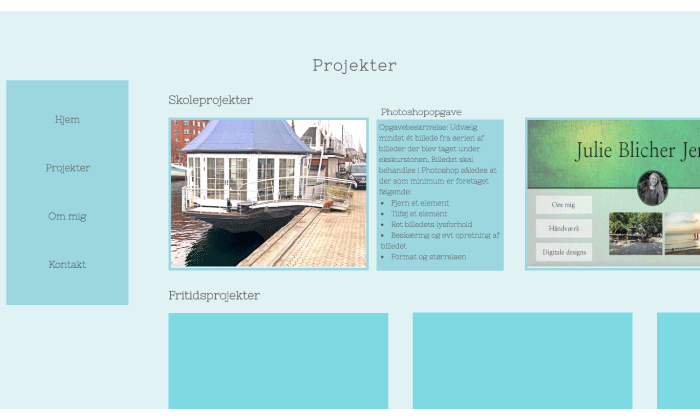 Projekter
Hjem
Projekter
Om mig
Kontakt
Skoleprojekter
Photoshopopgave
Opgavebeskrivelse: Udvælg
mindst ét billede fra serien af
billeder der blev taget under
ekskursionen. Billedet skal
behandles i Photoshop således at
der som minimum er foretaget
følgende:
• Fjern et element
• Tilføj et element
• Ret billedets lysforhold
• Beskæring og evt opretning af
billedet.
• Format og størrelsen
Julie Blicher Jer
Om mig
Håndværk
Digitale designs
Fritidsprojekter